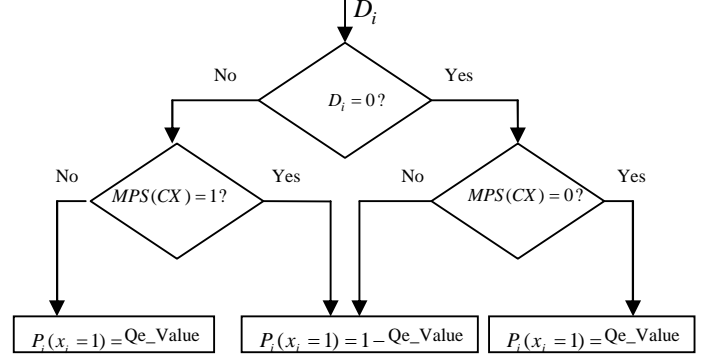 D_i
No
Yes
D_i = 0?
No
Yes
No
Yes
MPS(CX) = 1?
MPS(CX) = 0?
P_i(x_i = 1) = Qe_Value
P_i(x_i = 1) = 1 − Qe_Value
P_i(x_i = 1) = Qe_Value